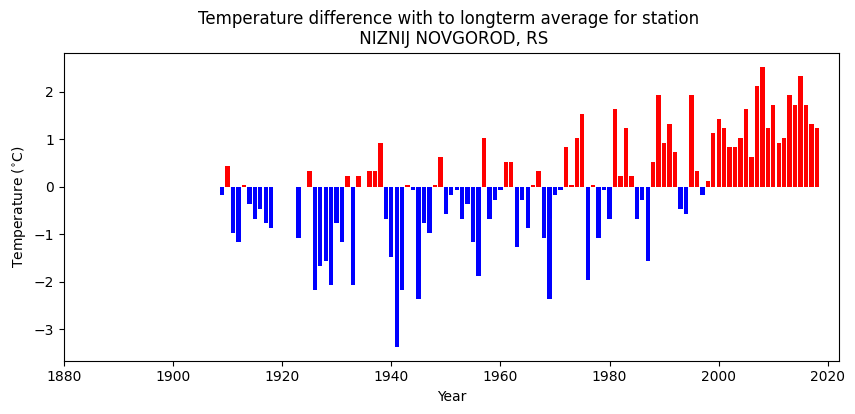 Temperature difference with to longterm average for station
NIZNIJ NOVGOROD, RS
Temperature (°C)
2
1
0
−1
−2
−3
1880 1900 1920 1940 1960 1980 2000 2020
Year